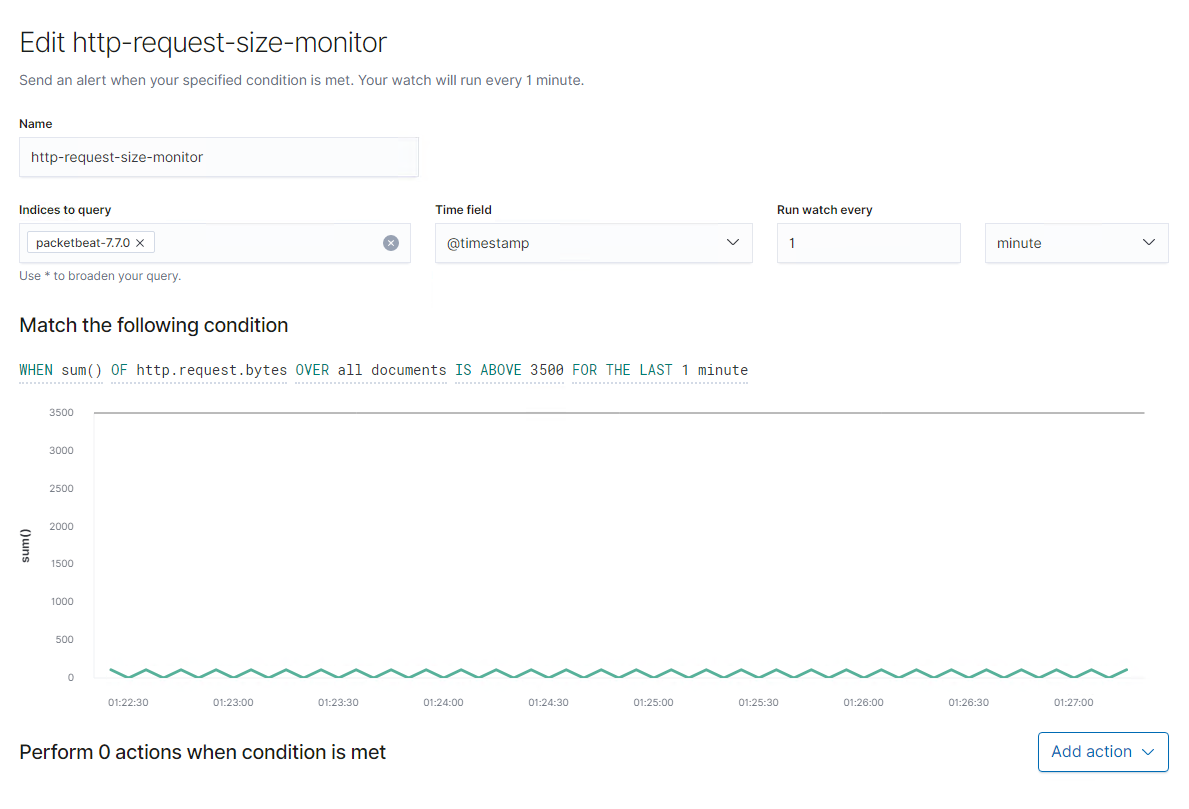 Edit http-request-size-monitor
Send an alert when your specified condition is met. Your watch will run every 1 minute.
Name
http-request-size-monitor
Indices to query
Time field
Run watch every
packetbeat-7.7.0 ×
@timestamp
1
minute
Use * to broaden your query.
Match the following condition
WHEN sum() OF http.request.bytes OVER all documents IS ABOVE 3500 FOR THE LAST 1 minute
3500
3000
2500
2000
1500
1000
500
0
sum()
01:22:30 01:23:00 01:23:30 01:24:00 01:24:30 01:25:00 01:25:30 01:26:00 01:26:30 01:27:00
Perform 0 actions when condition is met
Add action